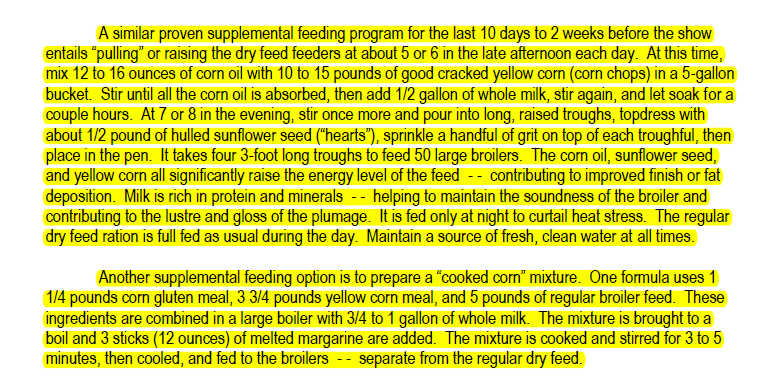 A similar proven supplemental feeding program for the last 10 days to 2 weeks before the show
entails “pulling” or raising the dry feed feeders at about 5 or 6 in the late afternoon each day.  At this time,
mix 12 to 16 ounces of corn oil with 10 to 15 pounds of good cracked yellow corn (corn chops) in a 5-gallon
bucket.  Stir until all the corn oil is absorbed, then add 1/2 gallon of whole milk, stir again, and let soak for a
couple hours.  At 7 or 8 in the evening, stir once more and pour into long, raised troughs, topdress with
about 1/2 pound of hulled sunflower seed (“hearts”), sprinkle a handful of grit on top of each troughful, then
place in the pen.  It takes four 3-foot long troughs to feed 50 large broilers.  The corn oil, sunflower seed,
and yellow corn all significantly raise the energy level of the feed  - -  contributing to improved finish or fat
deposition.  Milk is rich in protein and minerals  - -  helping to maintain the soundness of the broiler and
contributing to the lustre and gloss of the plumage.  It is fed only at night to curtail heat stress.  The regular
dry feed ration is full fed as usual during the day.  Maintain a source of fresh, clean water at all times.
Another supplemental feeding option is to prepare a “cooked corn” mixture.  One formula uses 1
1/4 pounds corn gluten meal, 3 3/4 pounds yellow corn meal, and 5 pounds of regular broiler feed.  These
ingredients are combined in a large boiler with 3/4 to 1 gallon of whole milk.  The mixture is brought to a
boil and 3 sticks (12 ounces) of melted margarine are added.  The mixture is cooked and stirred for 3 to 5
minutes, then cooled, and fed to the broilers  - -  separate from the regular dry feed.